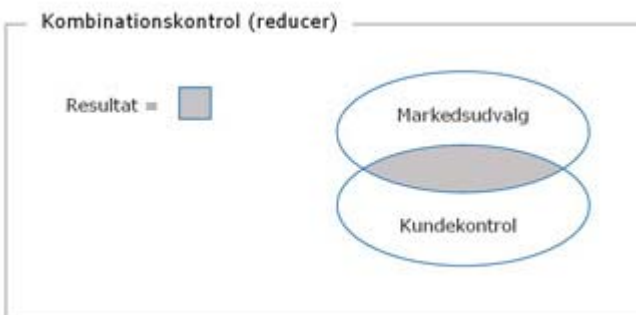 Kombinationskontrol (reducer)
Resultat =
Markedsudvalg
Kundekontrol